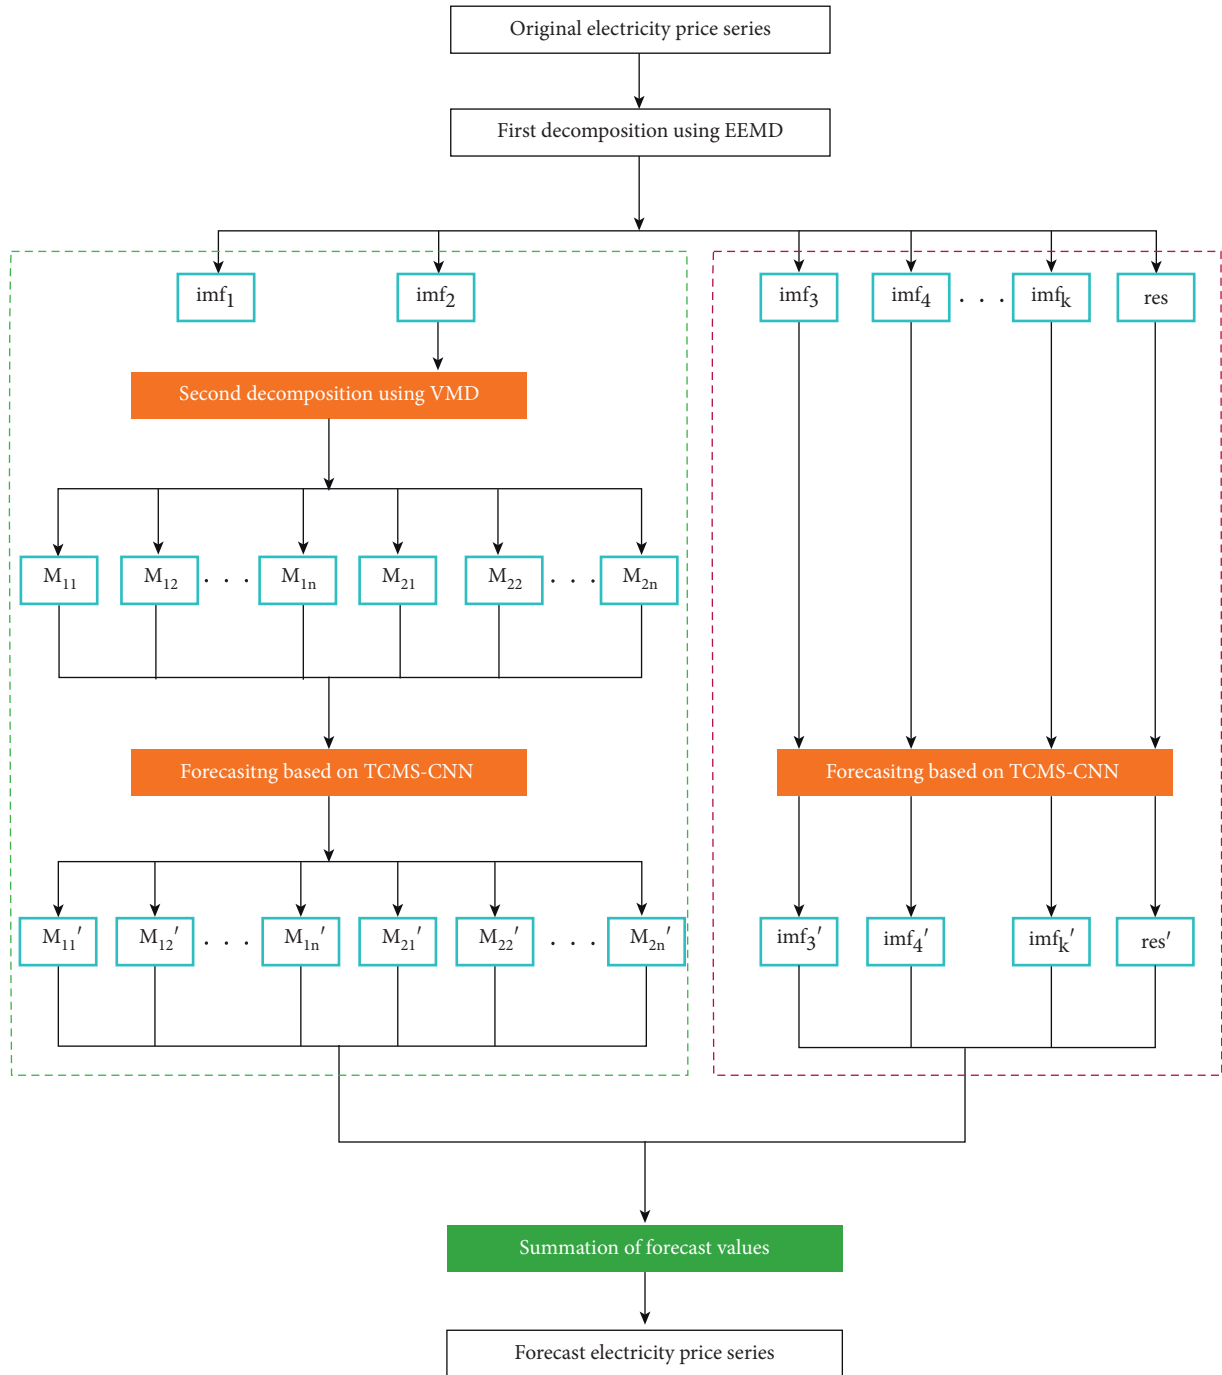 Original electricity price series
First decomposition using EEMD
imf₁ imf₂ imf₃ imf₄ . . . imfₖ res
Second decomposition using VMD
M₁₁ M₁₂ . . . M₁ₙ M₂₁ M₂₂ . . . M₂ₙ
Forecasitng based on TCMS-CNN Forecasitng based on TCMS-CNN
M₁₁′ M₁₂′ . . . M₁ₙ′ M₂₁′ M₂₂′ . . . M₂ₙ′ imf₃′ imf₄′ imfₖ′ res′
Summation of forecast values
Forecast electricity price series